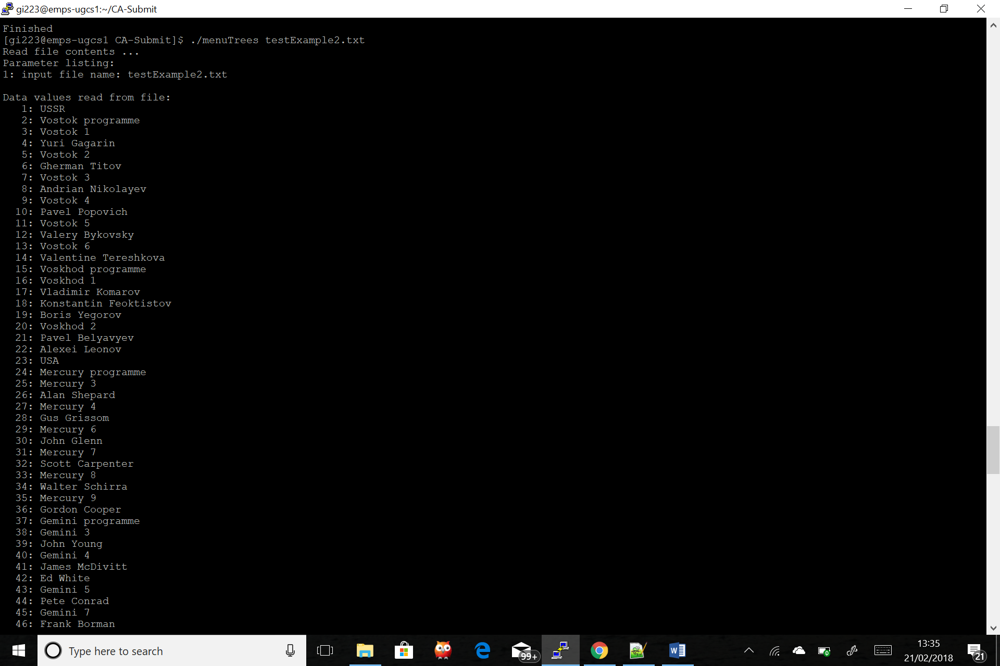 gi223@emps-ugcs1:~/CA-Submit
Finished
[gi223@emps-ugcs1 CA-Submit]$ ./menuTrees testExample2.txt
Read file contents ...
Parameter listing:
1: input file name: testExample2.txt
Data values read from file:
1: USSR
2: Vostok programme
3: Vostok 1
4: Yuri Gagarin
5: Vostok 2
6: Gherman Titov
7: Vostok 3
8: Andrian Nikolayev
9: Vostok 4
10: Pavel Popovich
11: Vostok 5
12: Valery Bykovsky
13: Vostok 6
14: Valentine Tereshkova
15: Voskhod programme
16: Voskhod 1
17: Vladimir Komarov
18: Konstantin Feoktistov
19: Boris Yegorov
20: Voskhod 2
21: Pavel Belyavyev
22: Alexei Leonov
23: USA
24: Mercury programme
25: Mercury 3
26: Alan Shepard
27: Mercury 4
28: Gus Grissom
29: Mercury 6
30: John Glenn
31: Mercury 7
32: Scott Carpenter
33: Mercury 8
34: Walter Schirra
35: Mercury 9
36: Gordon Cooper
37: Gemini programme
38: Gemini 3
39: John Young
40: Gemini 4
41: James McDivitt
42: Ed White
43: Gemini 5
44: Pete Conrad
45: Gemini 7
46: Frank Borman
Type here to search
99+
13:35
21/02/2018
21